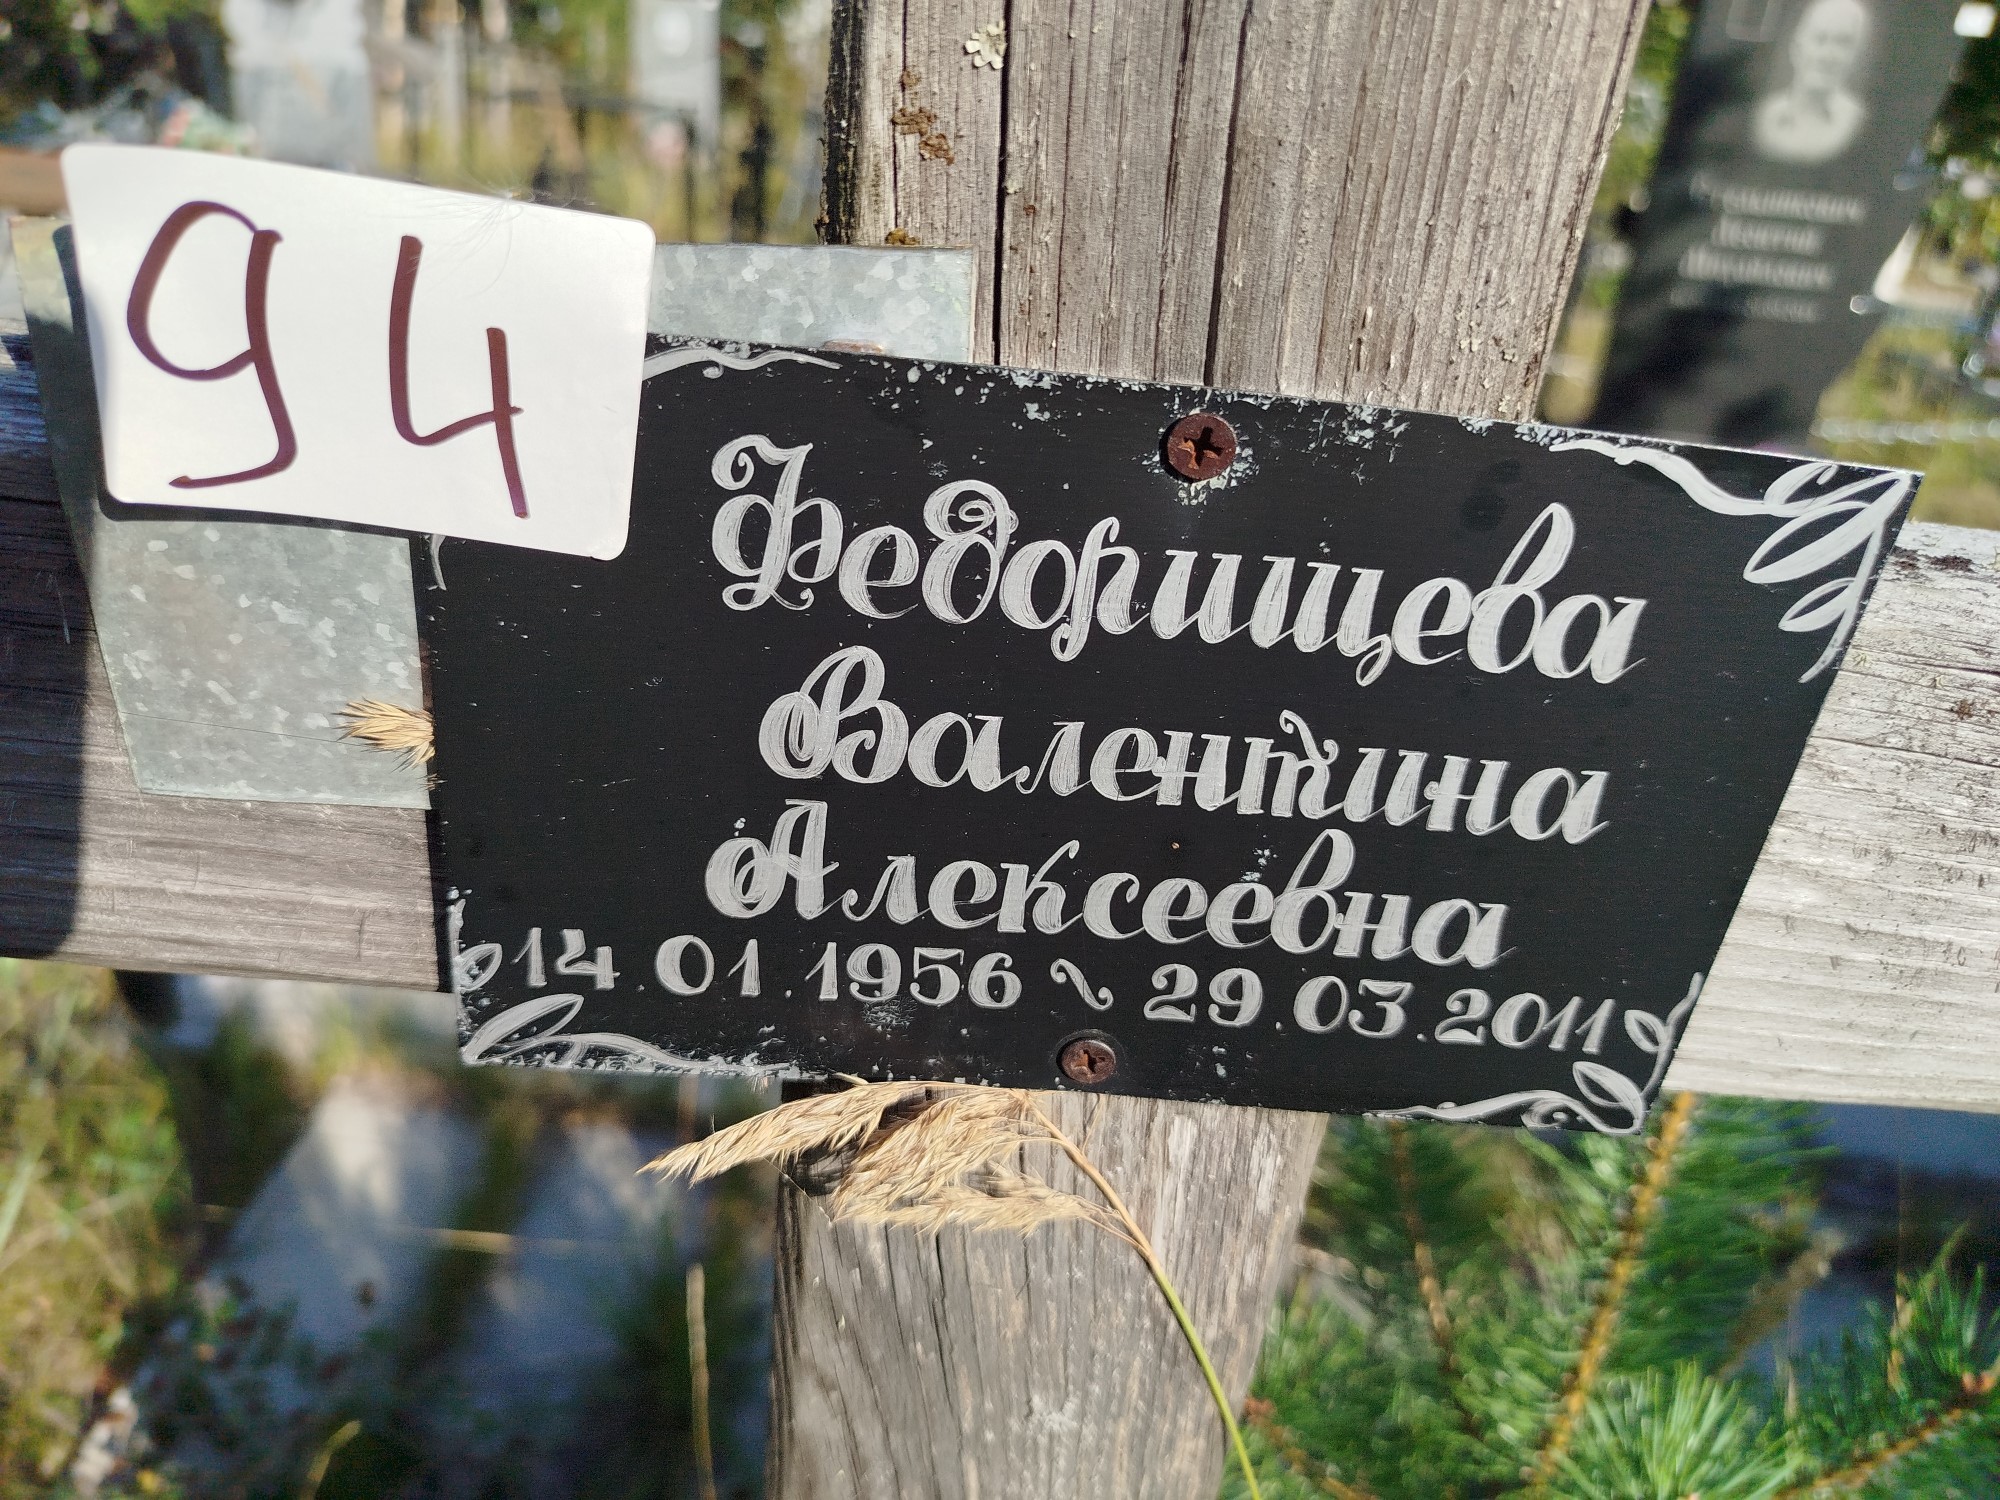 94
Федорищева
Валентина
Алексеевна
14.01.1956 ~ 29.03.2011